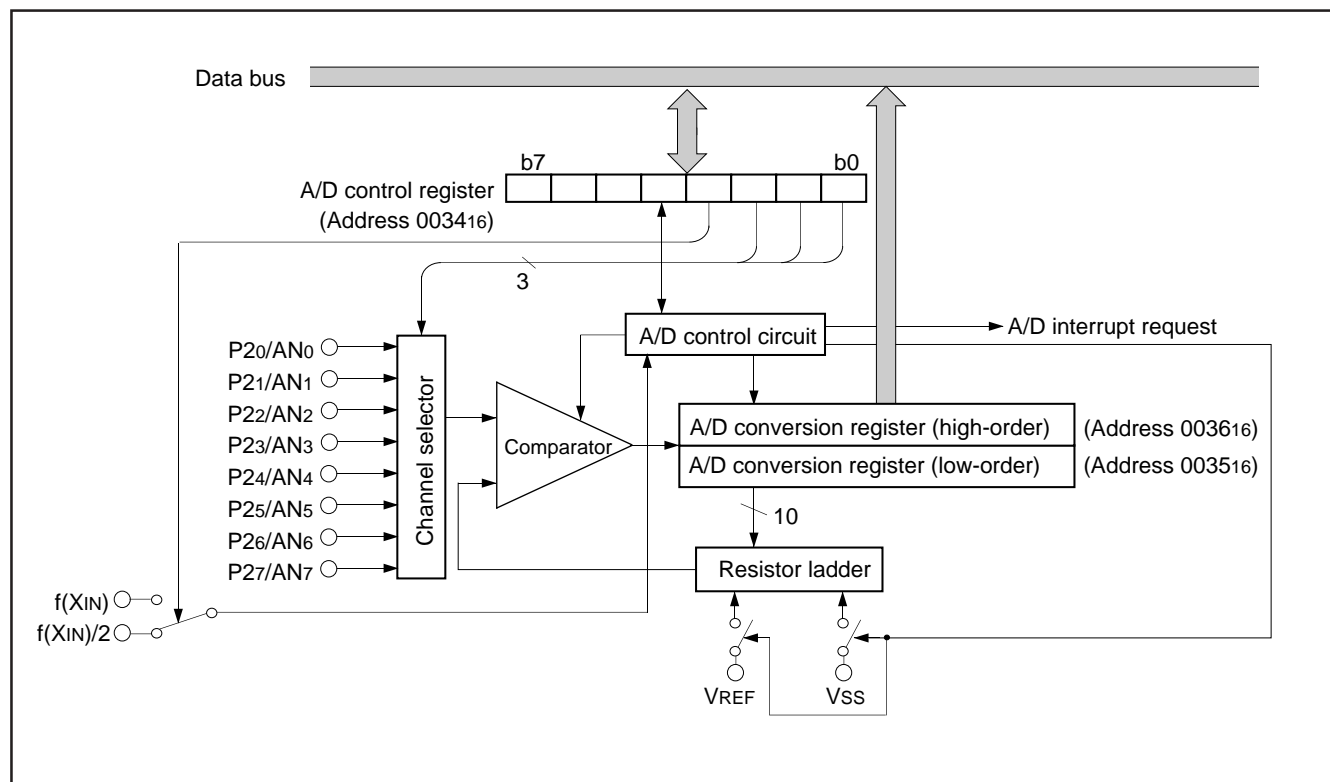 Data bus
b7
b0
A/D control register
(Address 003416)
3
A/D control circuit
A/D interrupt request
P20/AN0
P21/AN1
P22/AN2
P23/AN3
P24/AN4
P25/AN5
P26/AN6
P27/AN7
Channel selector
Comparator
A/D conversion register (high-order)
(Address 003616)
A/D conversion register (low-order)
(Address 003516)
10
Resistor ladder
f(XIN)
f(XIN)/2
VREF
VSS